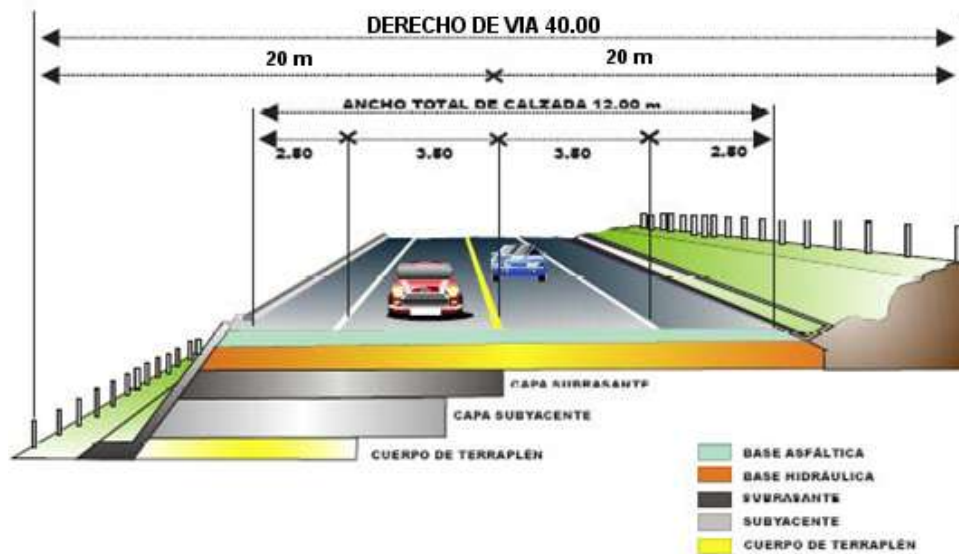 DERECHO DE VIA 40.00
20 m 20 m
ANCHO TOTAL DE CALZADA 12.00 m
2.50 3.50 3.50 2.50
CAPA SUBRASANTE
CAPA SUBYACENTE
CUERPO DE TERRAPLÉN
BASE ASFÁLTICA
BASE HIDRÁULICA
SUBRASANTE
SUBYACENTE
CUERPO DE TERRAPLÉN